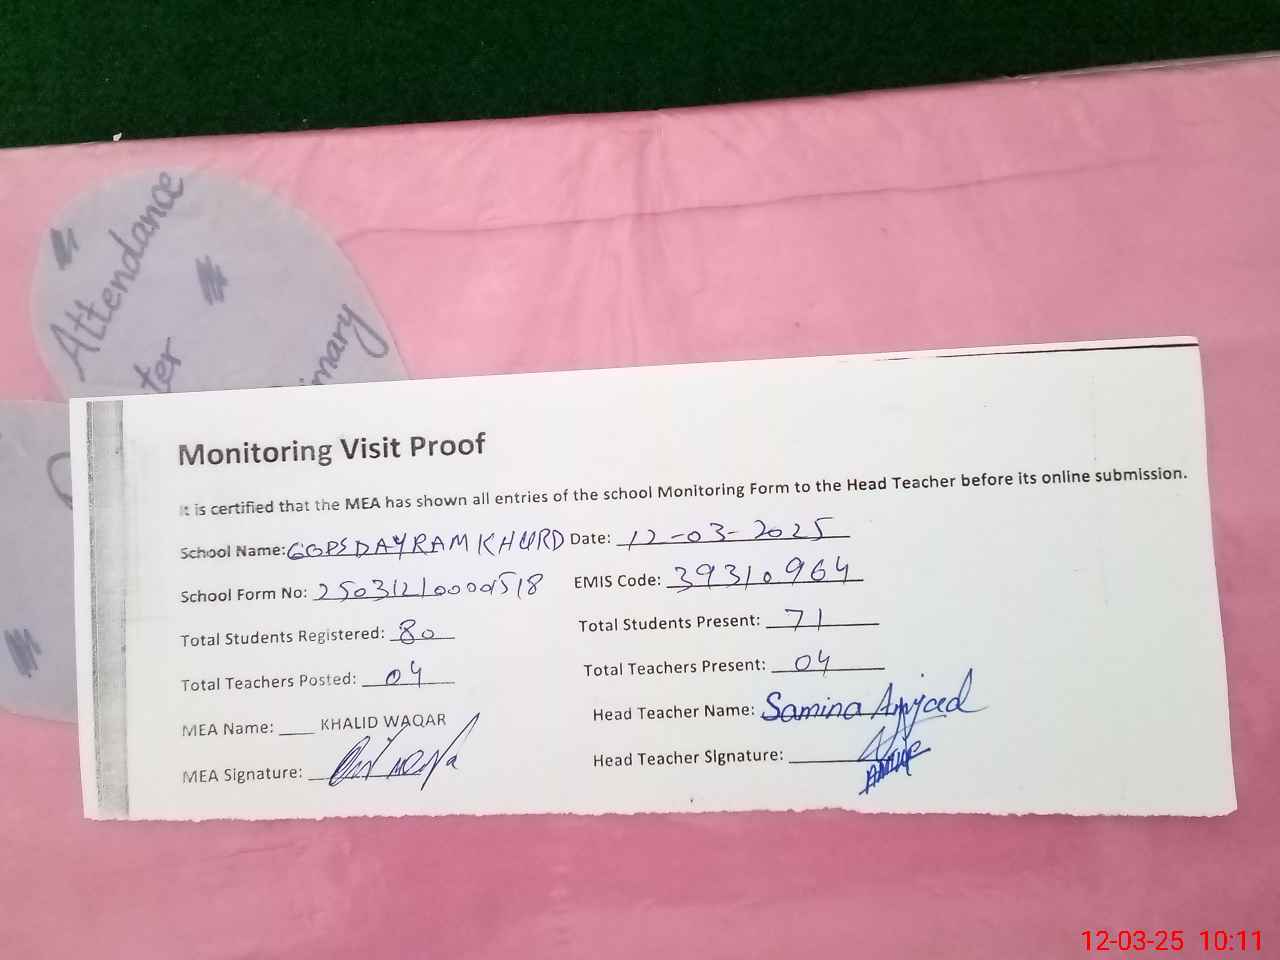 Attendance
ter
mary
Monitoring Visit Proof
It is certified that the MEA has shown all entries of the school Monitoring Form to the Head Teacher before its online submission.
School Name: GGPS DAYRAM KHURD Date: 12-03-2025
School Form No: EMIS Code: 39310964
Total Students Registered: 80 Total Students Present: 71
Total Teachers Posted: 04 Total Teachers Present: 04
MEA Name: KHALID WAQAR Head Teacher Name: Samina Amjad
MEA Signature: Head Teacher Signature:
12-03-25 10:11